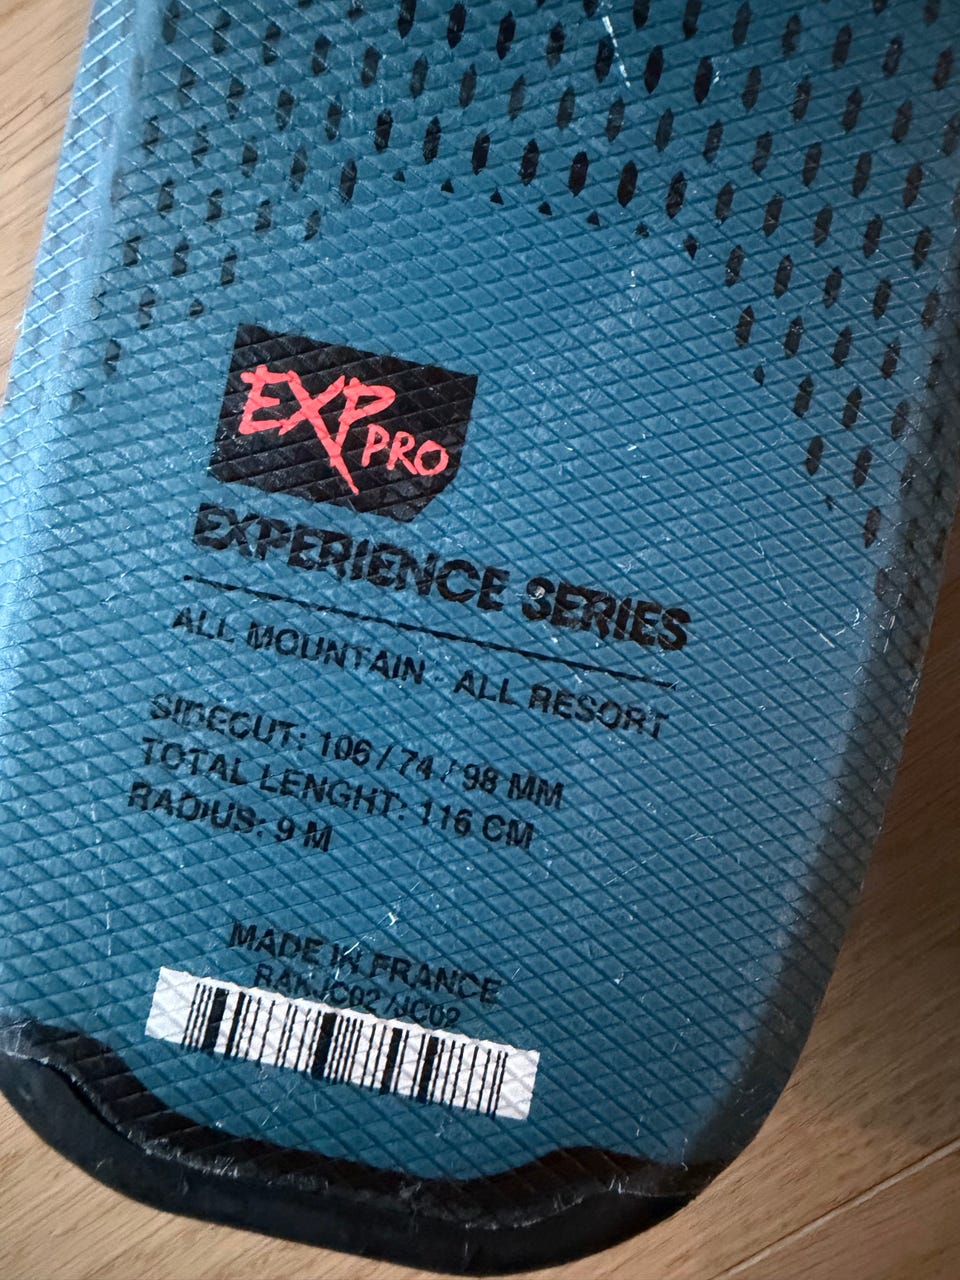 EXP PRO
EXPERIENCE SERIES
ALL MOUNTAIN - ALL RESORT
SIDECUT: 106 / 74 / 98 MM
TOTAL LENGHT: 116 CM
RADIUS: 9 M
MADE IN FRANCE
RAKJC02 /JC02